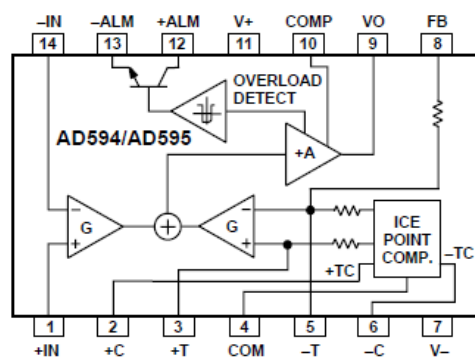 –IN –ALM +ALM V+ COMP VO FB
14 13 12 11 10 9 8
OVERLOAD
DETECT
AD594/AD595
+A
– G +
– G +
ICE
POINT
COMP.
–TC
+TC
1 2 3 4 5 6 7
+IN +C +T COM –T –C V–